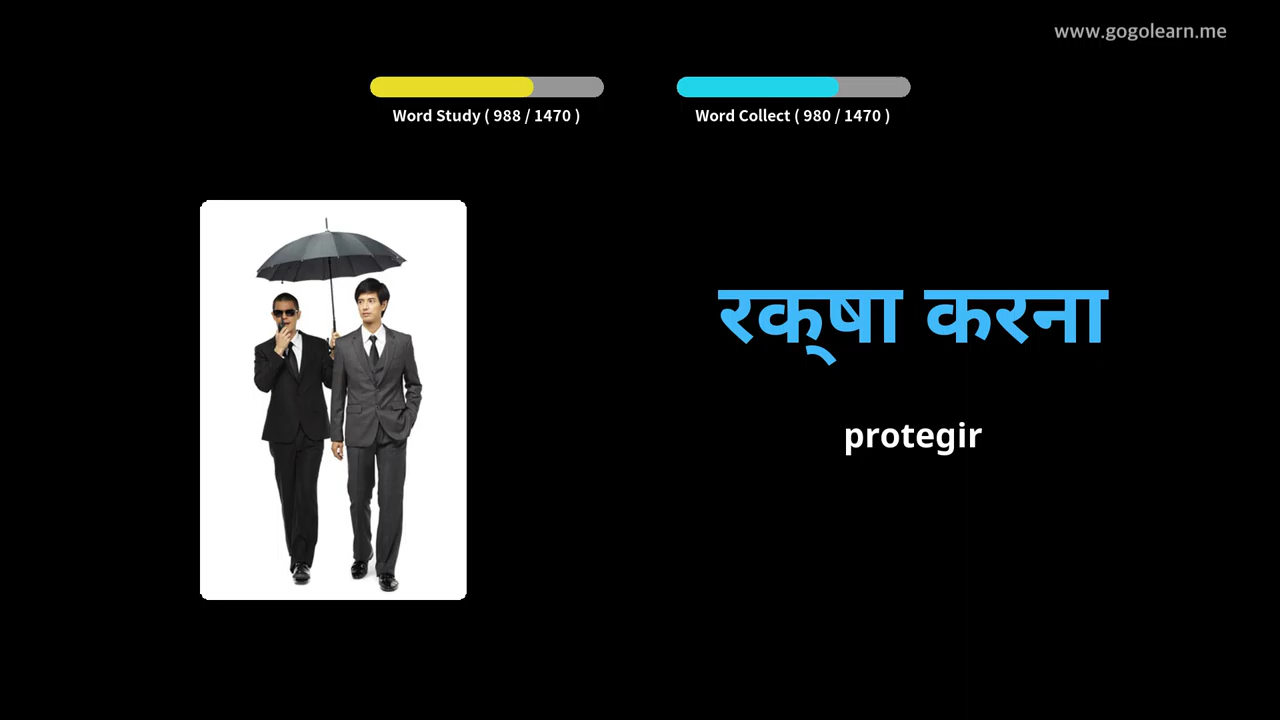 www.gogolearn.me
Word Study ( 988 / 1470 )
Word Collect ( 980 / 1470 )
रक्षा करना
protegir